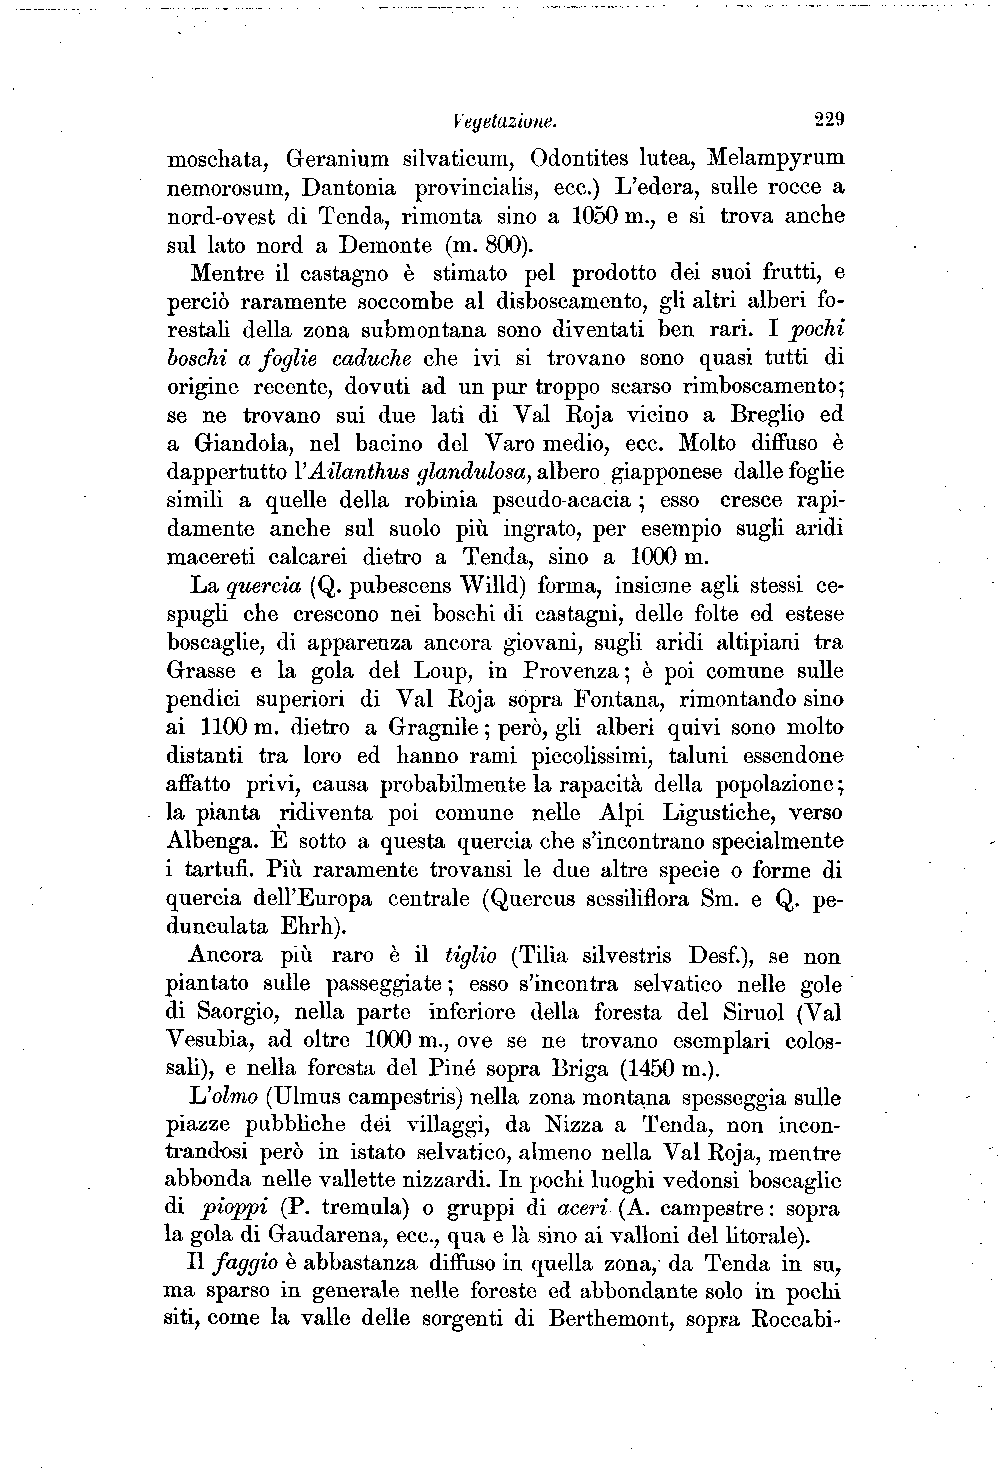 Vegetazione. 229
moschata, Geranium silvaticum, Odontites lutea, Melampyrum
nemorosum, Dantonia provincialis, ecc.) L'edera, sulle rocce a
nord-ovest di Tenda, rimonta sino a 1050 m., e si trova anche
sul lato nord a Demonte (m. 800).
Mentre il castagno è stimato pel prodotto dei suoi frutti, e
perciò raramente soccombe al disboscamento, gli altri alberi fo-
restali della zona submontana sono diventati ben rari. I pochi
boschi a foglie caduche che ivi si trovano sono quasi tutti di
origine recente, dovuti ad un pur troppo scarso rimboscamento;
se ne trovano sui due lati di Val Roja vicino a Breglio ed
a Giandola, nel bacino del Varo medio, ecc. Molto diffuso è
dappertutto l'Ailanthus glandulosa, albero giapponese dalle foglie
simili a quelle della robinia pseudo-acacia ; esso cresce rapi-
damente anche sul suolo più ingrato, per esempio sugli aridi
macereti calcarei dietro a Tenda, sino a 1000 m.
La quercia (Q. pubescens Willd) forma, insieme agli stessi ce-
spugli che crescono nei boschi di castagni, delle folte ed estese
boscaglie, di apparenza ancora giovani, sugli aridi altipiani tra
Grasse e la gola del Loup, in Provenza ; è poi comune sulle
pendici superiori di Val Roja sopra Fontana, rimontando sino
ai 1100 m. dietro a Gragnile ; però, gli alberi quivi sono molto
distanti tra loro ed hanno rami piccolissimi, taluni essendone
affatto privi, causa probabilmente la rapacità della popolazione;
la pianta ridiventa poi comune nelle Alpi Ligustiche, verso
Albenga. È sotto a questa quercia che s'incontrano specialmente
i tartufi. Più raramente trovansi le due altre specie o forme di
quercia dell'Europa centrale (Quercus sessiliflora Sm. e Q. pe-
dunculata Ehrh).
Ancora più raro è il tiglio (Tilia silvestris Desf.), se non
piantato sulle passeggiate ; esso s'incontra selvatico nelle gole
di Saorgio, nella parte inferiore della foresta del Siruol (Val
Vesubia, ad oltre 1000 m., ove se ne trovano esemplari colos-
sali), e nella foresta del Piné sopra Briga (1450 m.).
L'olmo (Ulmus campestris) nella zona montana spesseggia sulle
piazze pubbliche dei villaggi, da Nizza a Tenda, non incon-
trandosi però in istato selvatico, almeno nella Val Roja, mentre
abbonda nelle vallette nizzardi. In pochi luoghi vedonsi boscaglie
di pioppi (P. tremula) o gruppi di aceri (A. campestre : sopra
la gola di Gaudarena, ecc., qua e là sino ai valloni del litorale).
Il faggio è abbastanza diffuso in quella zona, da Tenda in su,
ma sparso in generale nelle foreste ed abbondante solo in pochi
siti, come la valle delle sorgenti di Berthemont, sopra Roccabi-